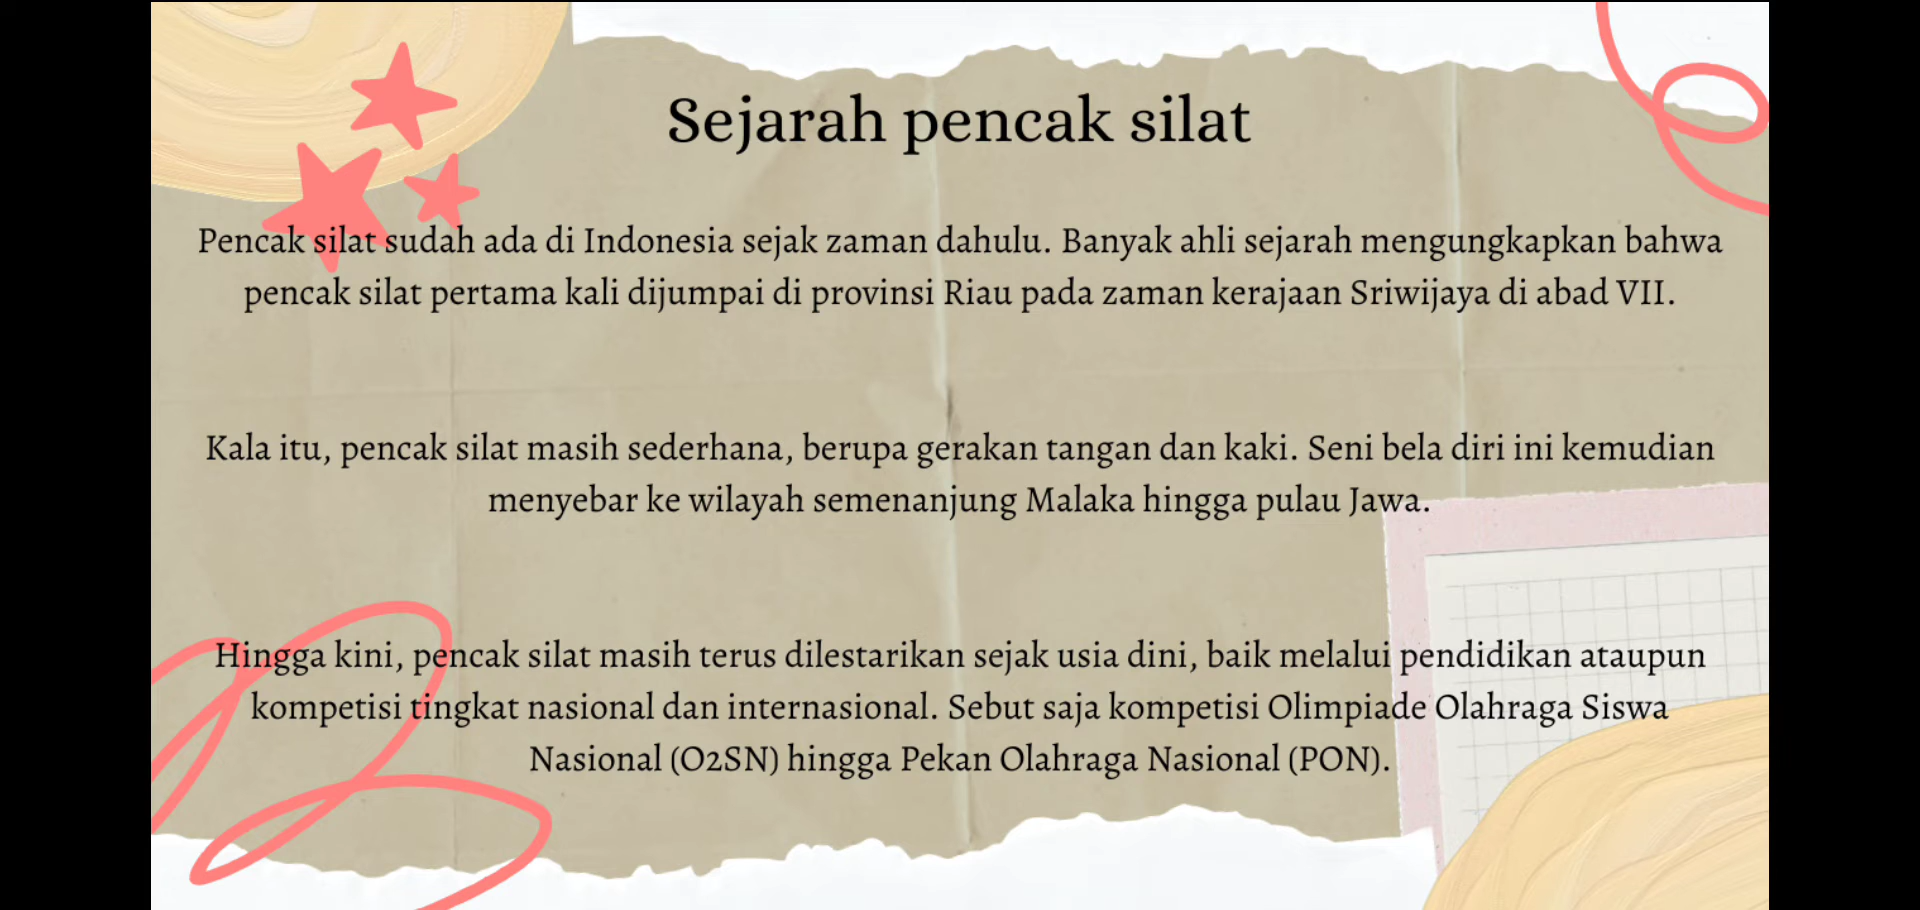 Sejarah pencak silat
Pencak silat sudah ada di Indonesia sejak zaman dahulu. Banyak ahli sejarah mengungkapkan bahwa
pencak silat pertama kali dijumpai di provinsi Riau pada zaman kerajaan Sriwijaya di abad VII.
Kala itu, pencak silat masih sederhana, berupa gerakan tangan dan kaki. Seni bela diri ini kemudian
menyebar ke wilayah semenanjung Malaka hingga pulau Jawa.
Hingga kini, pencak silat masih terus dilestarikan sejak usia dini, baik melalui pendidikan ataupun
kompetisi tingkat nasional dan internasional. Sebut saja kompetisi Olimpiade Olahraga Siswa
Nasional (O2SN) hingga Pekan Olahraga Nasional (PON).